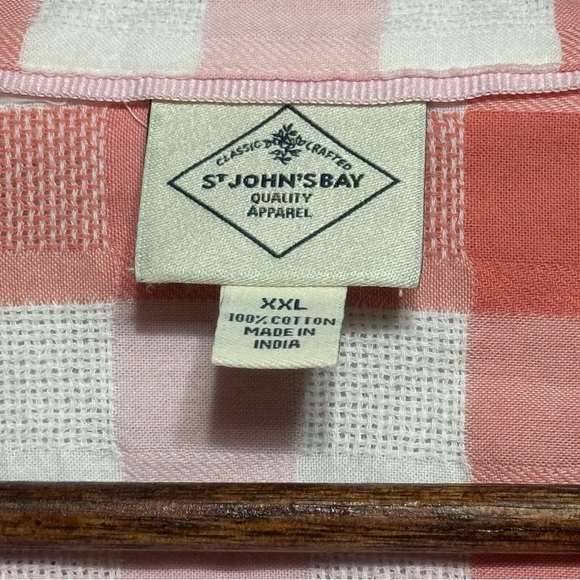 CLASSIC CRAFTED
ST JOHN'S BAY
QUALITY
APPAREL
XXL
100% COTTON
MADE IN
INDIA